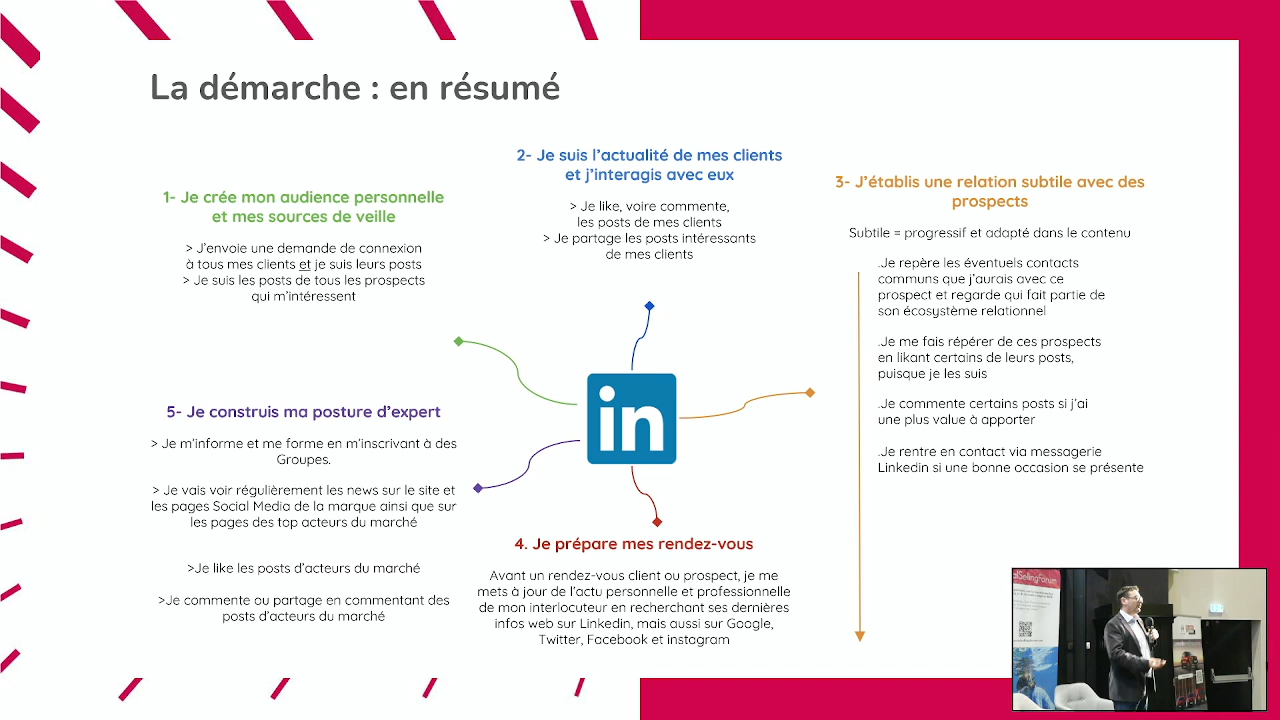 La démarche : en résumé
1- Je crée mon audience personnelle
et mes sources de veille
> J'envoie une demande de connexion
à tous mes clients et je suis leurs posts
> Je suis les posts de tous les prospects
qui m'intéressent
2- Je suis l'actualité de mes clients
et j'interagis avec eux
> Je like, voire commente,
les posts de mes clients
> Je partage les posts intéressants
de mes clients
3- J'établis une relation subtile avec des
prospects
Subtile = progressif et adapté dans le contenu
.Je repère les éventuels contacts
communs que j'aurais avec ce
prospect et regarde qui fait partie de
son écosystème relationnel
.Je me fais répérer de ces prospects
en likant certains de leurs posts,
puisque je les suis
.Je commente certains posts si j'ai
une plus value à apporter
.Je rentre en contact via messagerie
Linkedin si une bonne occasion se présente
in
4. Je prépare mes rendez-vous
Avant un rendez-vous client ou prospect, je me
mets à jour de l'actu personnelle et professionnelle
de mon interlocuteur en recherchant ses dernières
infos web sur Linkedin, mais aussi sur Google,
Twitter, Facebook et instagram
5- Je construis ma posture d'expert
> Je m'informe et me forme en m'inscrivant à des
Groupes.
> Je vais voir régulièrement les news sur le site et
les pages Social Media de la marque ainsi que sur
les pages des top acteurs du marché
>Je like les posts d'acteurs du marché
>Je commente ou partage en commentant des
posts d'acteurs du marché
alSellingForum